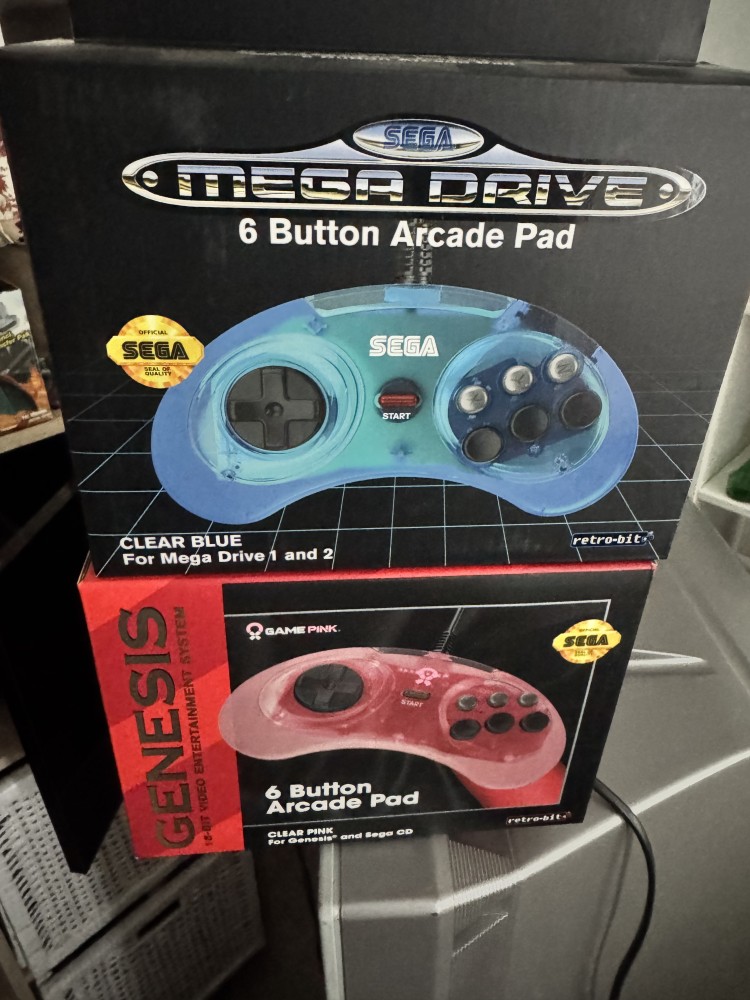 SEGA
MEGA DRIVE
6 Button Arcade Pad
OFFICIAL
SEGA
SEAL OF
QUALITY
SEGA
START
X Y Z
CLEAR BLUE
For Mega Drive 1 and 2
retro-bit
GENESIS
16-BIT VIDEO ENTERTAINMENT SYSTEM
GAME PINK
START
OFFICIAL
SEGA
6 Button
Arcade Pad
CLEAR PINK
For Genesis® and Sega CD
retro-bit